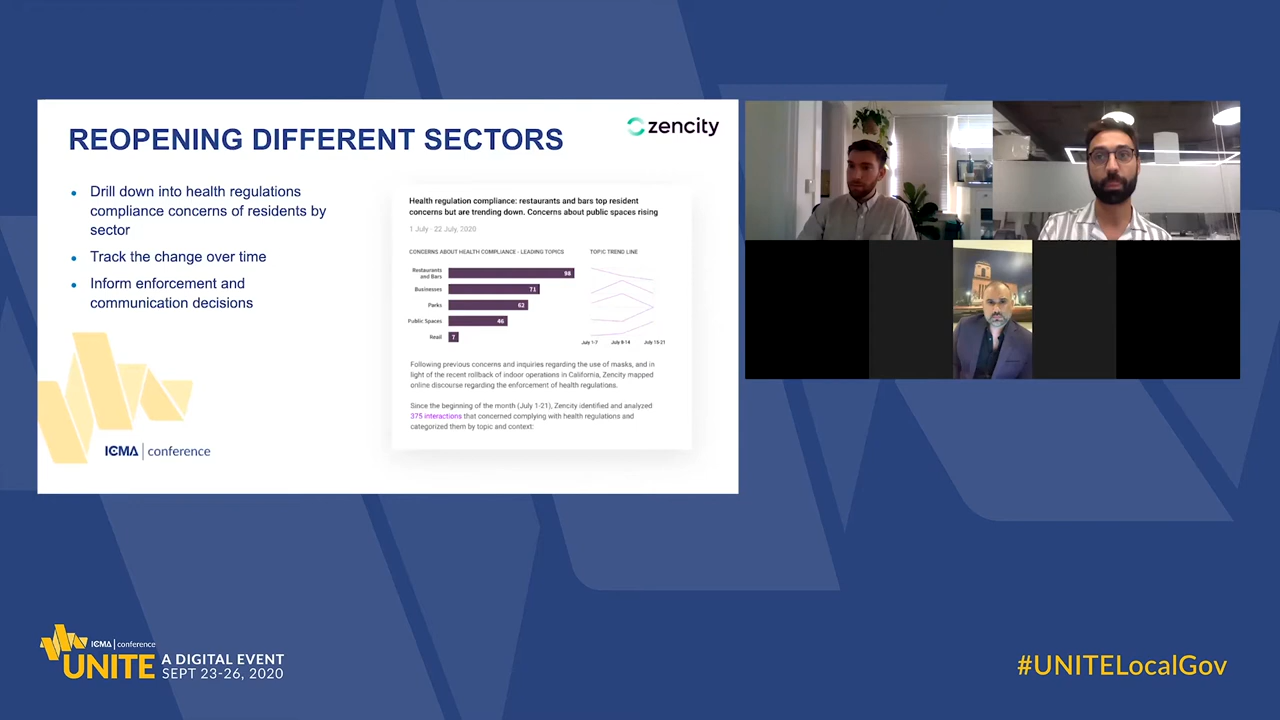 REOPENING DIFFERENT SECTORS
zencity
Drill down into health regulations
compliance concerns of residents by
sector
Track the change over time
Inform enforcement and
communication decisions
Health regulation compliance: restaurants and bars top resident
concerns but are trending down. Concerns about public spaces rising
1 July - 22 July, 2020
CONCERNS ABOUT HEALTH COMPLIANCE - LEADING TOPICS
TOPIC TREND LINE
Restaurants
and Bars
98
Businesses
71
Parks
62
Public Spaces
46
Reail
7
July 1-7
July 8-14
July 15-21
Following previous concerns and inquiries regarding the use of masks, and in
light of the recent rollback of indoor operations in California, Zencity mapped
online discourse regarding the enforcement of health regulations.
Since the beginning of the month (July 1-21), Zencity identified and analyzed
375 interactions that concerned complying with health regulations and
categorized them by topic and context:
ICMA | conference
ICMA | conference
UNITE
A DIGITAL EVENT
SEPT 23-26, 2020
#UNITELocalGov